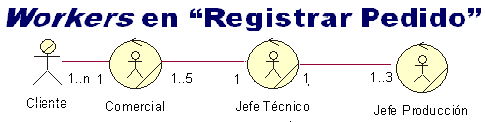 Workers en “Registrar Pedido”
1..n 1 1..5 1 1, 1..3
Cliente Comercial Jefe Técnico Jefe Producción